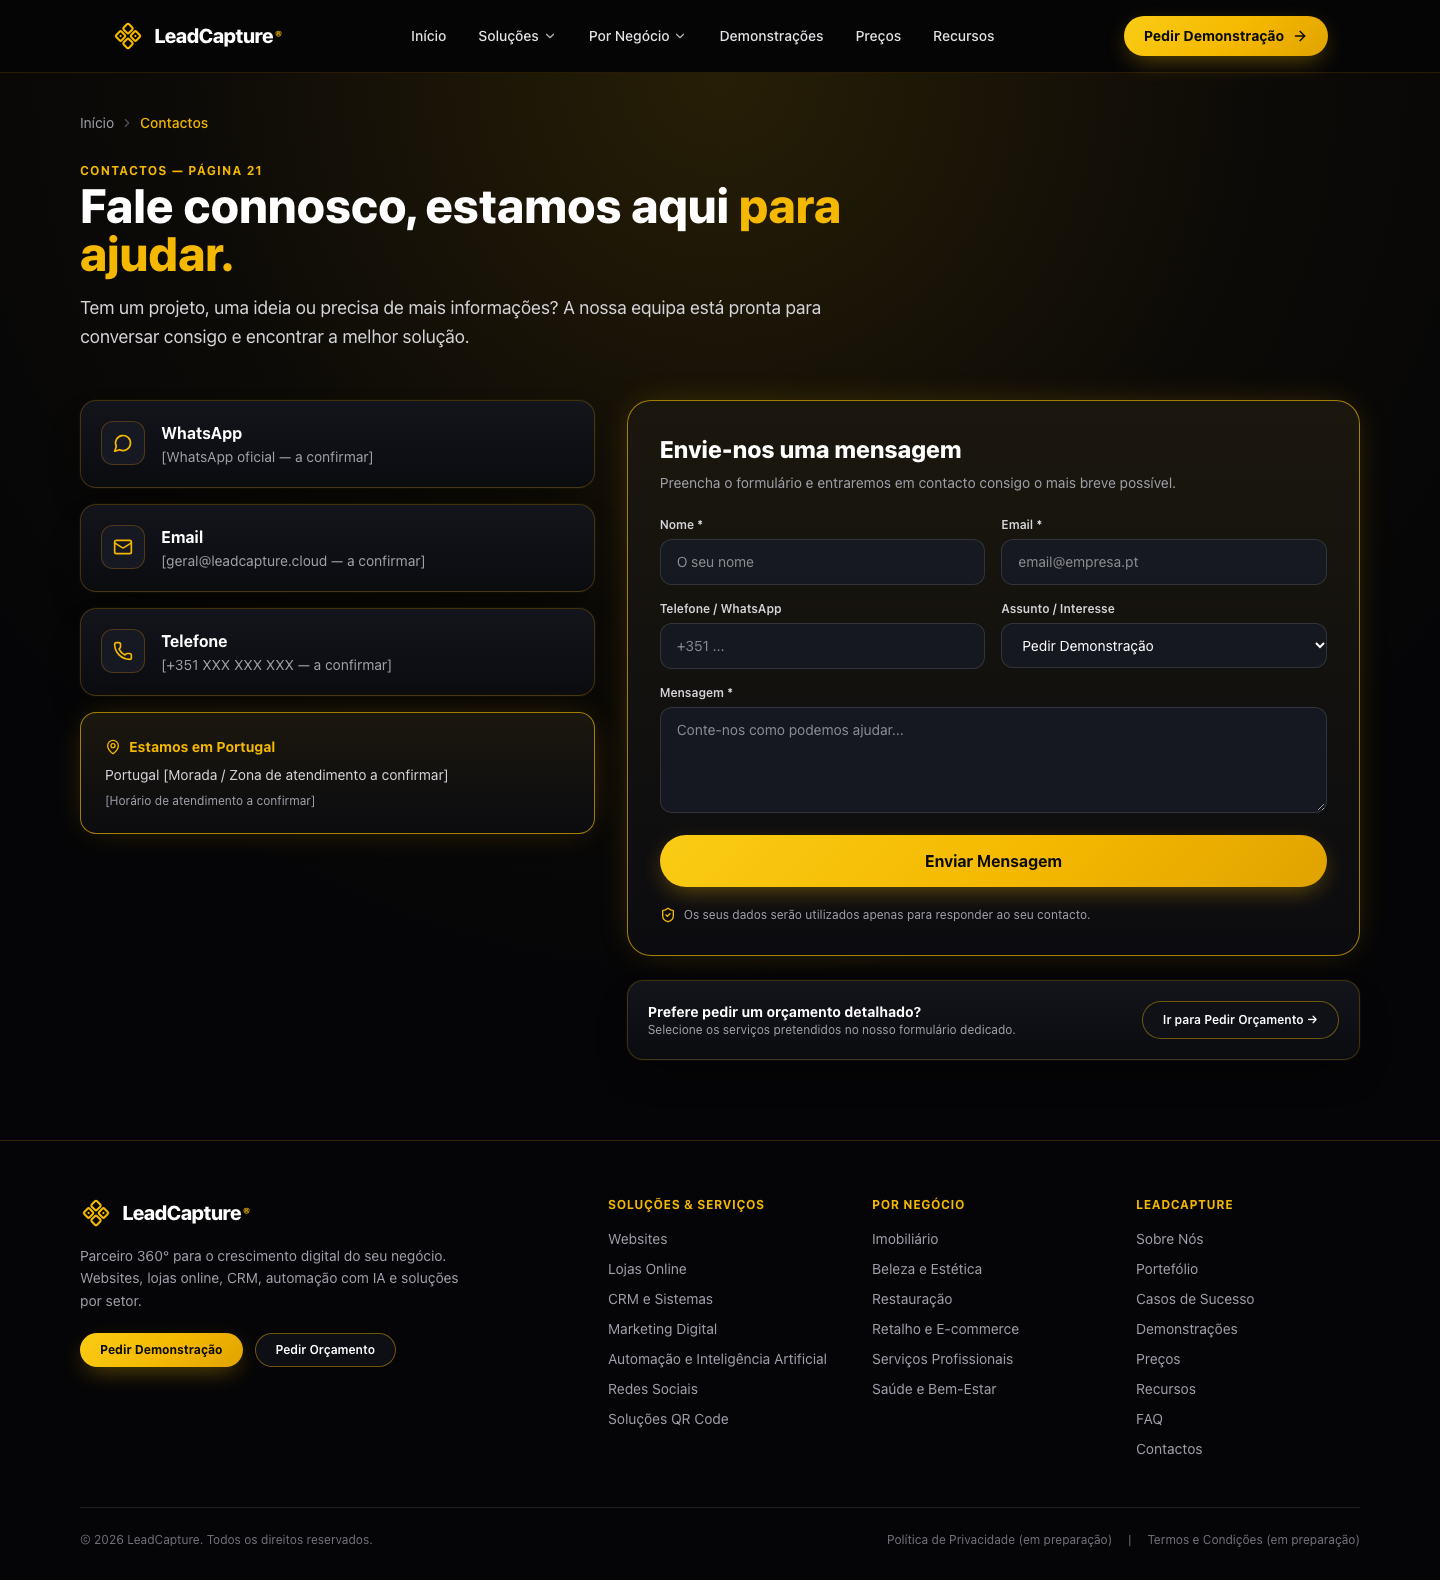 LeadCapture®
Início
Soluções
Por Negócio
Demonstrações
Preços
Recursos
Pedir Demonstração →
Início > Contactos
CONTACTOS — PÁGINA 21
Fale connosco, estamos aqui para
ajudar.
Tem um projeto, uma ideia ou precisa de mais informações? A nossa equipa está pronta para
conversar consigo e encontrar a melhor solução.
WhatsApp
[WhatsApp oficial — a confirmar]
Email
[geral@leadcapture.cloud — a confirmar]
Telefone
[+351 XXX XXX XXX — a confirmar]
Estamos em Portugal
Portugal [Morada / Zona de atendimento a confirmar]
[Horário de atendimento a confirmar]
Envie-nos uma mensagem
Preencha o formulário e entraremos em contacto consigo o mais breve possível.
Nome *
O seu nome
Email *
email@empresa.pt
Telefone / WhatsApp
+351 ...
Assunto / Interesse
Pedir Demonstração
Mensagem *
Conte-nos como podemos ajudar...
Enviar Mensagem
Os seus dados serão utilizados apenas para responder ao seu contacto.
Prefere pedir um orçamento detalhado?
Selecione os serviços pretendidos no nosso formulário dedicado.
Ir para Pedir Orçamento →
LeadCapture®
Parceiro 360° para o crescimento digital do seu negócio.
Websites, lojas online, CRM, automação com IA e soluções
por setor.
Pedir Demonstração
Pedir Orçamento
SOLUÇÕES & SERVIÇOS
Websites
Lojas Online
CRM e Sistemas
Marketing Digital
Automação e Inteligência Artificial
Redes Sociais
Soluções QR Code
POR NEGÓCIO
Imobiliário
Beleza e Estética
Restauração
Retalho e E-commerce
Serviços Profissionais
Saúde e Bem-Estar
LEADCAPTURE
Sobre Nós
Portefólio
Casos de Sucesso
Demonstrações
Preços
Recursos
FAQ
Contactos
© 2026 LeadCapture. Todos os direitos reservados.
Política de Privacidade (em preparação) | Termos e Condições (em preparação)